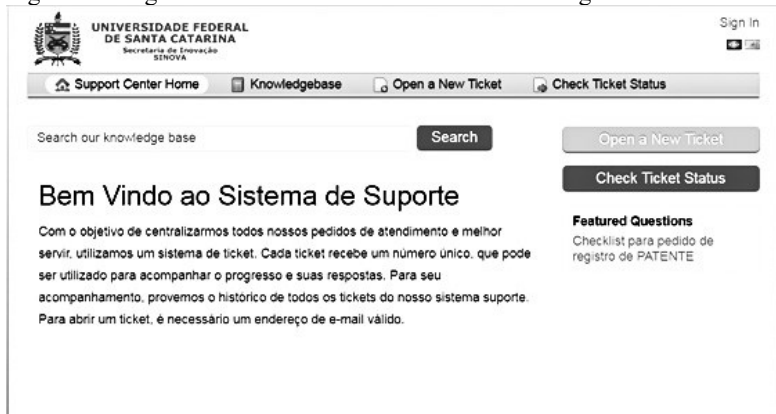 UNIVERSIDADE FEDERAL
DE SANTA CATARINA
Secretaria de Inovação
SINOVA
Sign In
Support Center Home
Knowledgebase
Open a New Ticket
Check Ticket Status
Search our knowledge base
Search
Open a New Ticket
Check Ticket Status
Bem Vindo ao Sistema de Suporte
Com o objetivo de centralizarmos todos nossos pedidos de atendimento e melhor
servir, utilizamos um sistema de ticket. Cada ticket recebe um número único, que pode
ser utilizado para acompanhar o progresso e suas respostas. Para seu
acompanhamento, provemos o histórico de todos os tickets do nosso sistema suporte.
Para abrir um ticket, é necessário um endereço de e-mail válido.
Featured Questions
Checklist para pedido de
registro de PATENTE